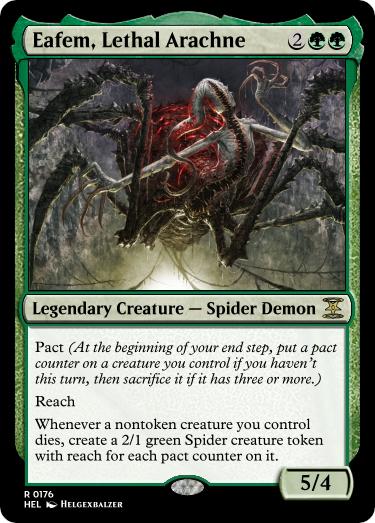 Eafem, Lethal Arachne 2
Legendary Creature — Spider Demon
Pact (At the beginning of your end step, put a pact
counter on a creature you control if you haven't
this turn, then sacrifice it if it has three or more.)
Reach
Whenever a nontoken creature you control
dies, create a 2/1 green Spider creature token
with reach for each pact counter on it.
5/4
R 0176
HEL HELGEXBALZER